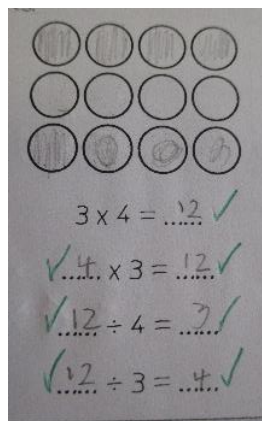 3 x 4 = 12
4 x 3 = 12
12 ÷ 4 = 3
12 ÷ 3 = 4